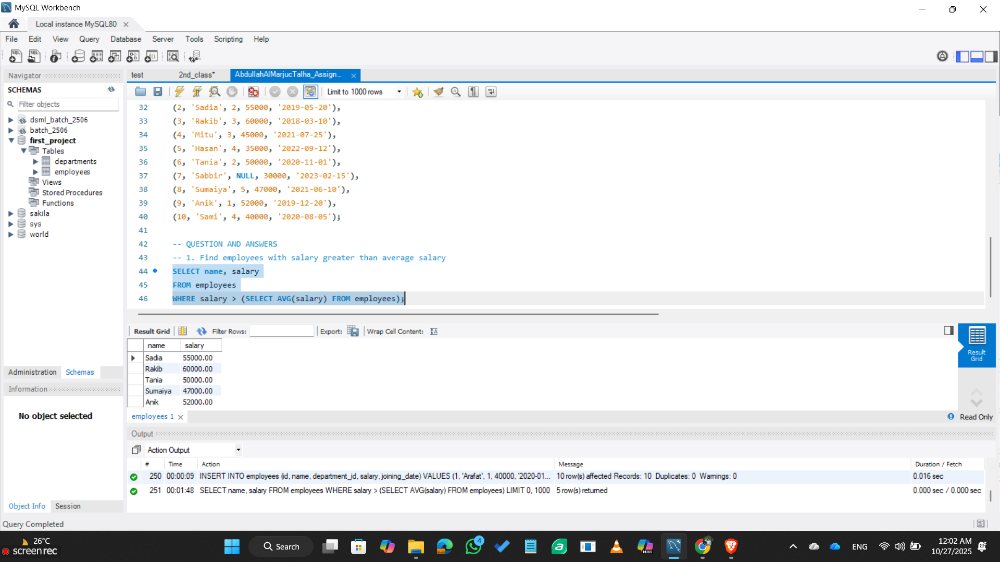 MySQL Workbench
Local instance MySQL80
File Edit View Query Database Server Tools Scripting Help
Navigator
SCHEMAS
Filter objects
dsml_batch_2506
batch_2506
first_project
Tables
departments
employees
Views
Stored Procedures
Functions
sakila
sys
world
Administration Schemas
Information
No object selected
Object Info Session
test 2nd_class* AbdullahAlMarjucTalha_Assign...
Limit to 1000 rows
32 (2, 'Sadia', 2, 55000, '2019-05-20'),
33 (3, 'Rakib', 3, 60000, '2018-03-10'),
34 (4, 'Mitu', 3, 45000, '2021-07-25'),
35 (5, 'Hasan', 4, 35000, '2022-09-12'),
36 (6, 'Tania', 2, 50000, '2020-11-01'),
37 (7, 'Sabbir', NULL, 30000, '2023-02-15'),
38 (8, 'Sumaiya', 5, 47000, '2021-06-10'),
39 (9, 'Anik', 1, 52000, '2019-12-20'),
40 (10, 'Sami', 4, 40000, '2020-08-05');
41
42 -- QUESTION AND ANSWERS
43 -- 1. Find employees with salary greater than average salary
44 SELECT name, salary
45 FROM employees
46 WHERE salary > (SELECT AVG(salary) FROM employees);
Result Grid Filter Rows: Export: Wrap Cell Content:
name salary
Sadia 55000.00
Rakib 60000.00
Tania 50000.00
Sumaiya 47000.00
Anik 52000.00
Result
Grid
employees 1 Read Only
Output
Action Output
# Time Action Message Duration / Fetch
250 00:00:09 INSERT INTO employees (id, name, department_id, salary, joining_date) VALUES (1, 'Arafat', 1, 40000, '2020-01... 10 row(s) affected Records: 10 Duplicates: 0 Warnings: 0 0.016 sec
251 00:01:48 SELECT name, salary FROM employees WHERE salary > (SELECT AVG(salary) FROM employees) LIMIT 0, 1000 5 row(s) returned 0.000 sec / 0.000 sec
Query Completed
26°C
screen rec
Search
4
M365
ENG
12:02 AM
10/27/2025